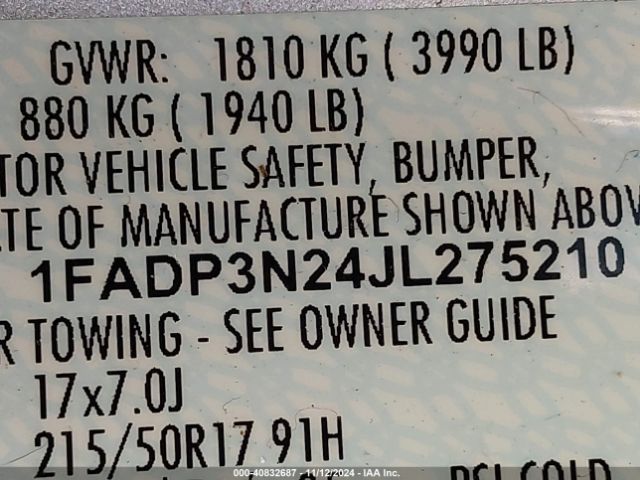 GVWR: 1810 KG ( 3990 LB)
880 KG ( 1940 LB)
TOR VEHICLE SAFETY, BUMPER,
TE OF MANUFACTURE SHOWN ABOV
1FADP3N24JL275210
R TOWING - SEE OWNER GUIDE
17x7.0J
215/50R17 91H
PSI COLD
000-40832687 - 11/12/2024 - IAA Inc.